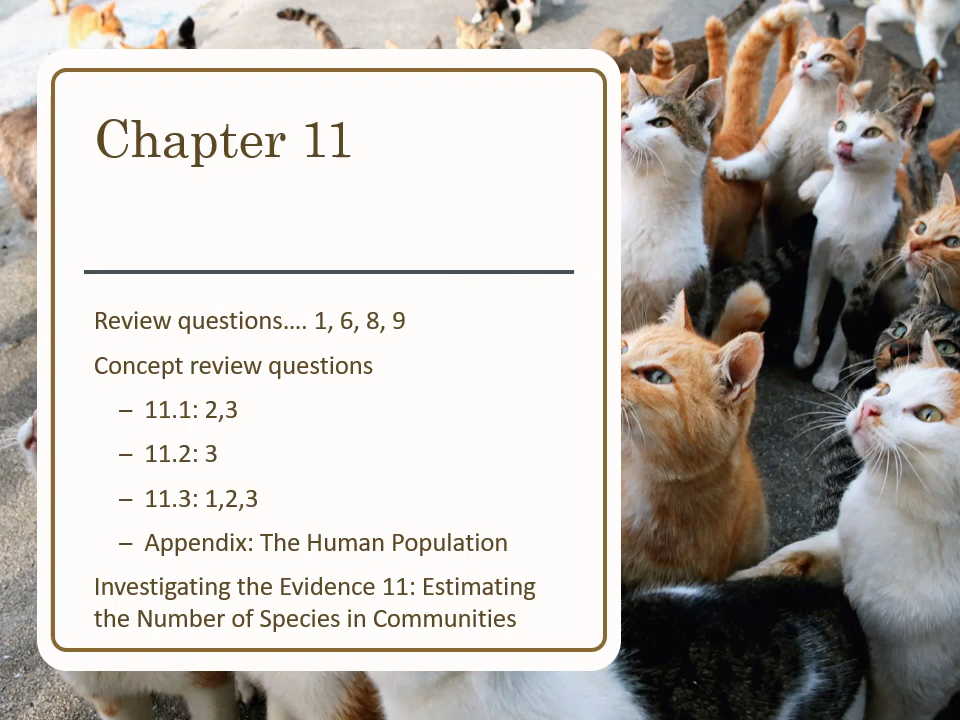 Chapter 11
Review questions.... 1, 6, 8, 9
Concept review questions
– 11.1: 2,3
– 11.2: 3
– 11.3: 1,2,3
– Appendix: The Human Population
Investigating the Evidence 11: Estimating
the Number of Species in Communities